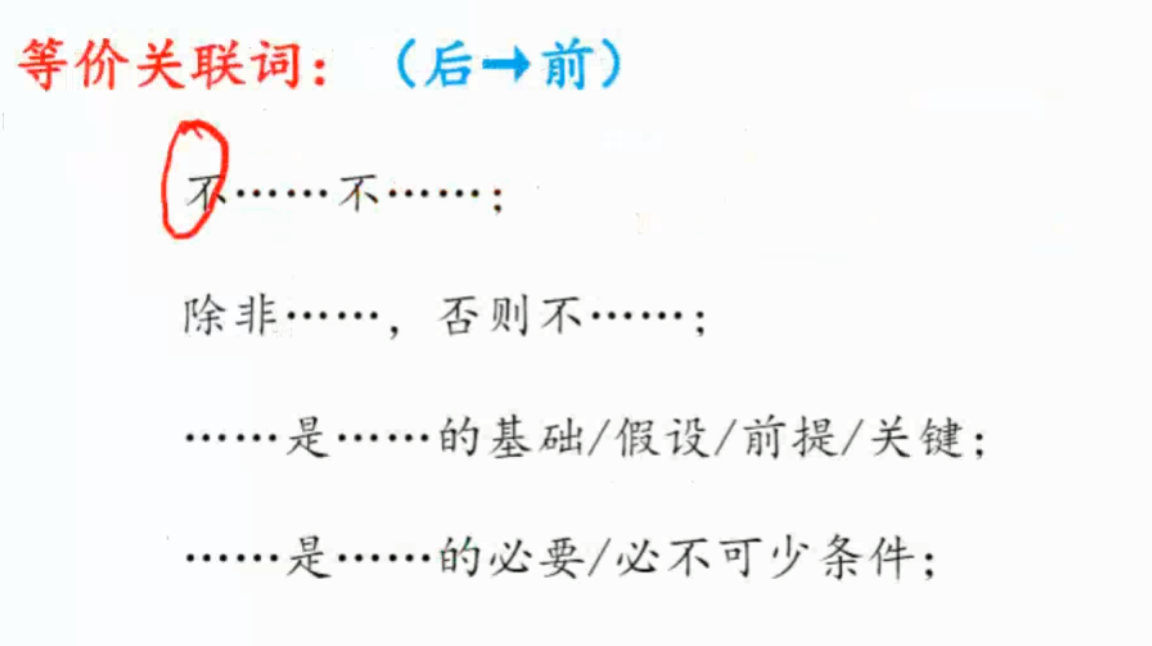 等价关联词：（后→前）
不……不……；
除非……，否则不……；
……是……的基础/假设/前提/关键；
……是……的必要/必不可少条件；